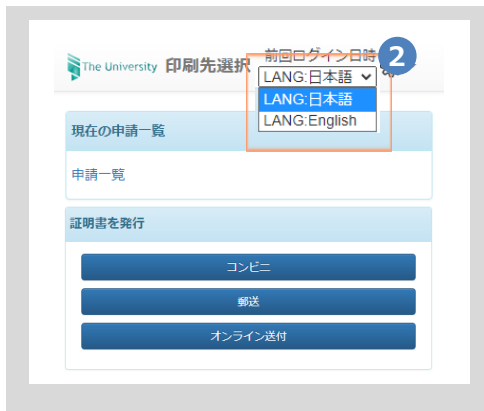 前回ログイン日時
2
The University 印刷先選択
LANG:日本語
LANG:日本語
LANG:English
現在の申請一覧
申請一覧
証明書を発行
コンビニ
郵送
オンライン送付